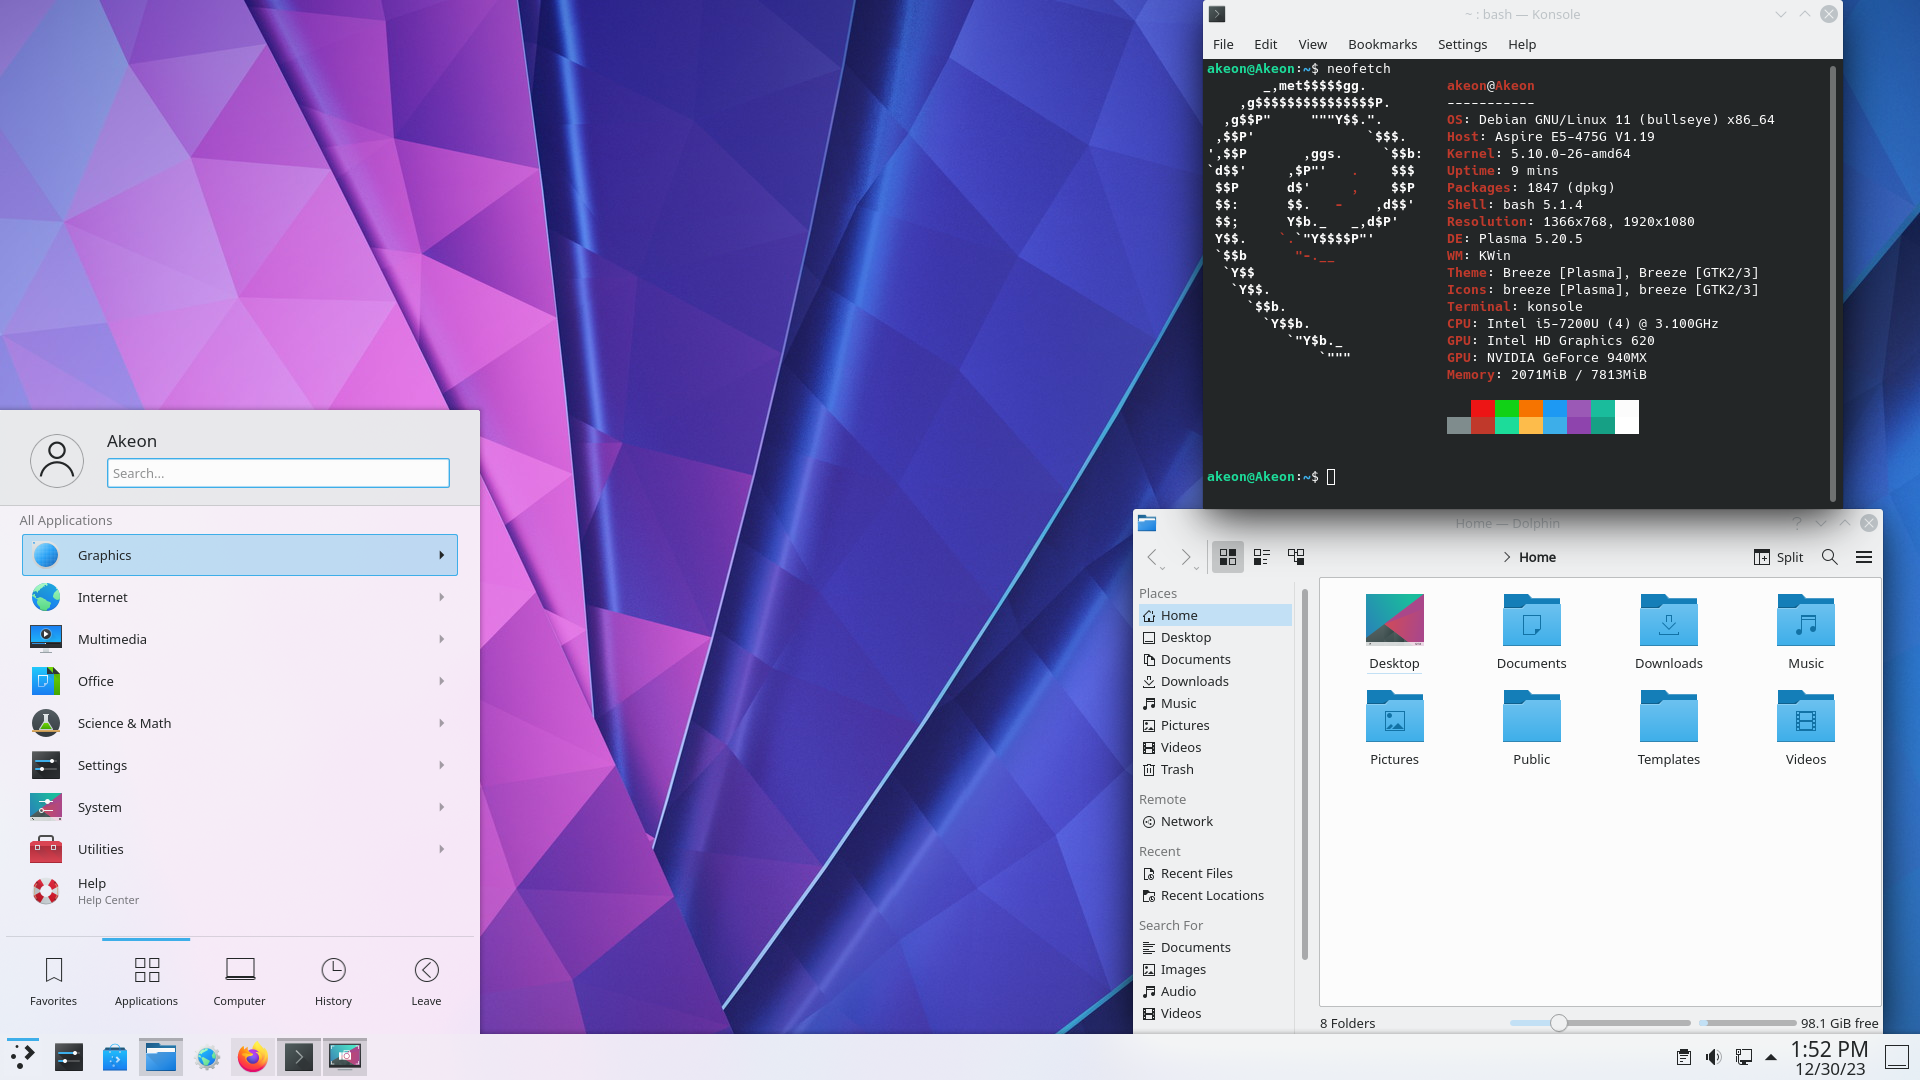 ~ : bash — Konsole
File Edit View Bookmarks Settings Help
akeon@Akeon:~$ neofetch
_,met$$$$$gg. akeon@Akeon
,g$$$$$$$$$$$$$$$P. -----------
,g$$P" """Y$$.". OS: Debian GNU/Linux 11 (bullseye) x86_64
,$$P' `$$$. Host: Aspire E5-475G V1.19
',$$P ,ggs. `$$b: Kernel: 5.10.0-26-amd64
`d$$' ,$P"' . $$$ Uptime: 9 mins
$$P d$' , $$P Packages: 1847 (dpkg)
$$: $$. - ,d$$' Shell: bash 5.1.4
$$; Y$b._ _,d$P' Resolution: 1366x768, 1920x1080
Y$$. `.`"Y$$$$P"' DE: Plasma 5.20.5
`$$b "-.__ WM: KWin
`Y$$ Theme: Breeze [Plasma], Breeze [GTK2/3]
`Y$$. Icons: breeze [Plasma], breeze [GTK2/3]
`$$b. Terminal: konsole
`Y$$b. CPU: Intel i5-7200U (4) @ 3.100GHz
`"Y$b._ GPU: Intel HD Graphics 620
`""" GPU: NVIDIA GeForce 940MX
Memory: 2071MiB / 7813MiB
akeon@Akeon:~$
Akeon
Search...
All Applications
Graphics
Internet
Multimedia
Office
Science & Math
Settings
System
Utilities
Help
Help Center
Favorites Applications Computer History Leave
Home — Dolphin
Home Split
Places
Home
Desktop
Documents
Downloads
Music
Pictures
Videos
Trash
Remote
Network
Recent
Recent Files
Recent Locations
Search For
Documents
Images
Audio
Videos
Desktop Documents Downloads Music
Pictures Public Templates Videos
8 Folders 98.1 GiB free
1:52 PM
12/30/23